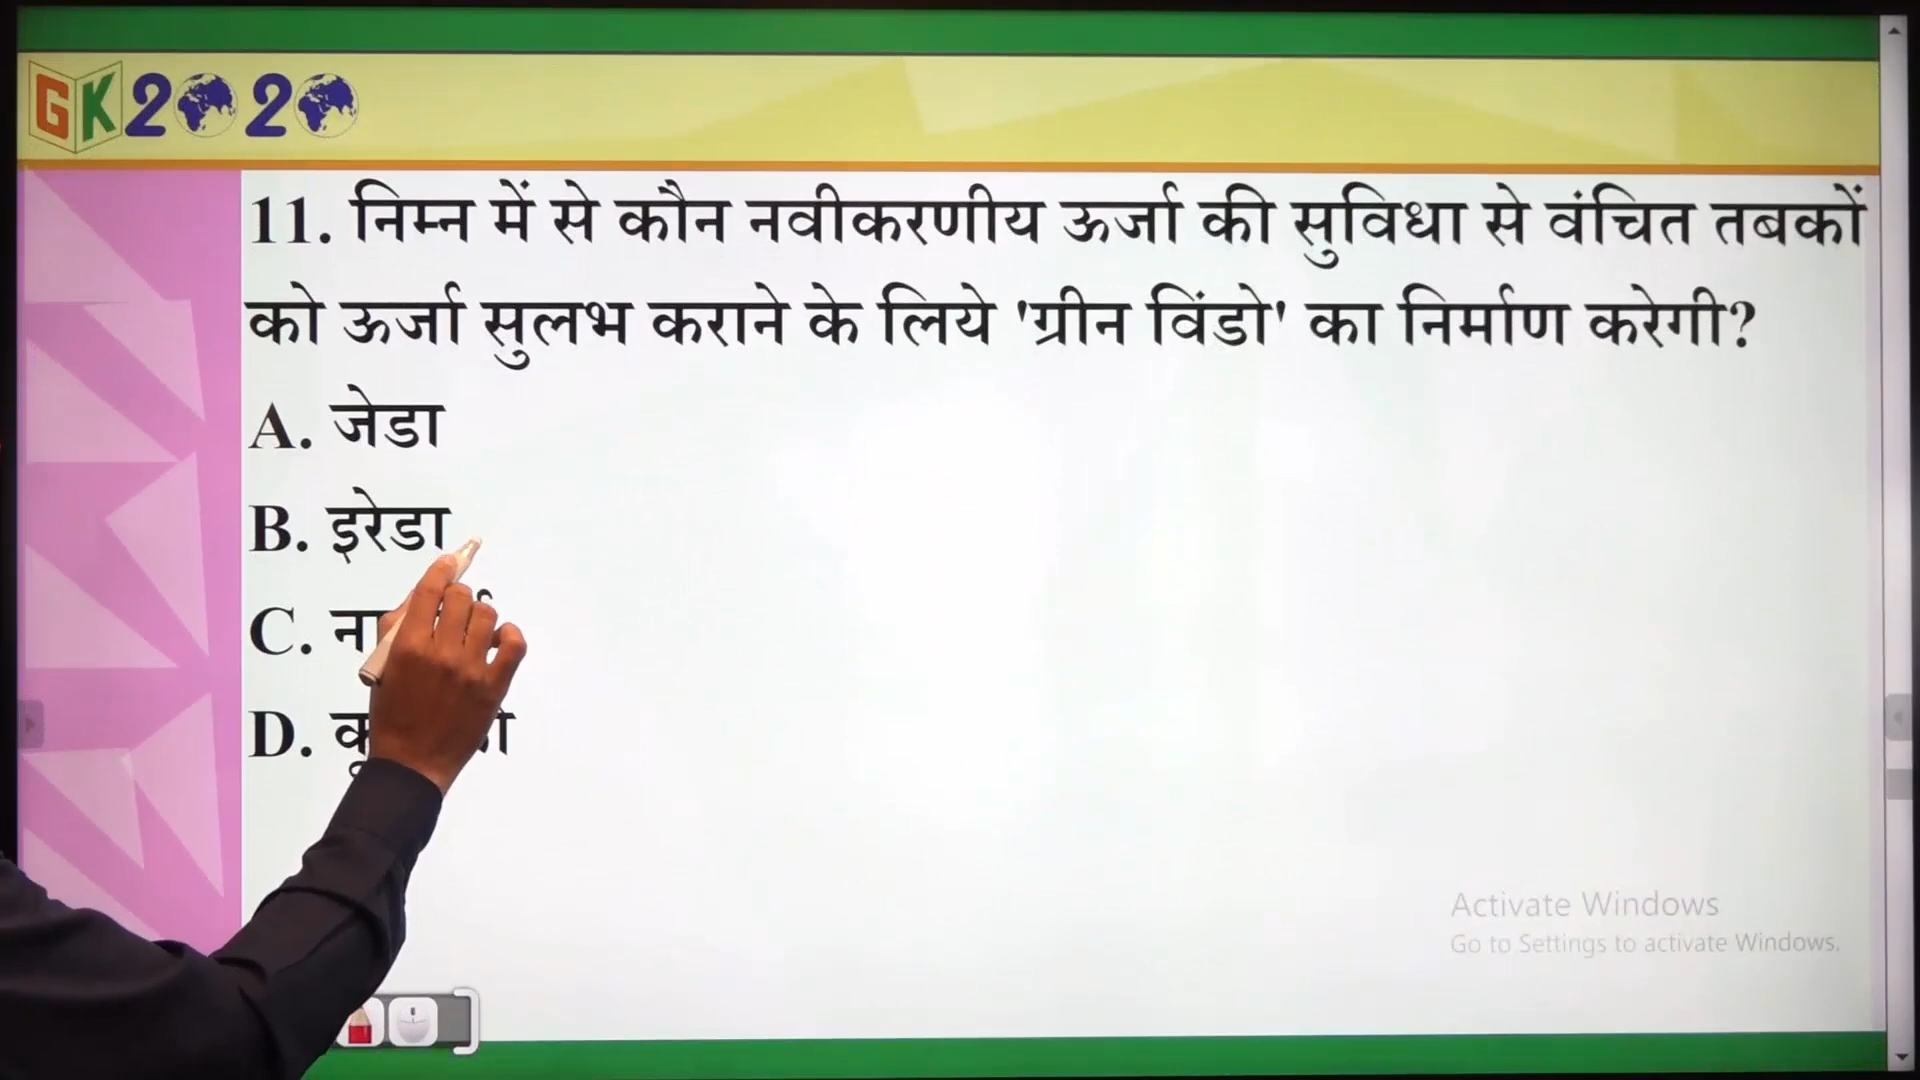 GK2020
11. निम्न में से कौन नवीकरणीय ऊर्जा की सुविधा से वंचित तबकों
को ऊर्जा सुलभ कराने के लिये 'ग्रीन विंडो' का निर्माण करेगी?
A. जेडा
B. इरेडा
C.
D.
Activate Windows
Go to Settings to activate Windows.